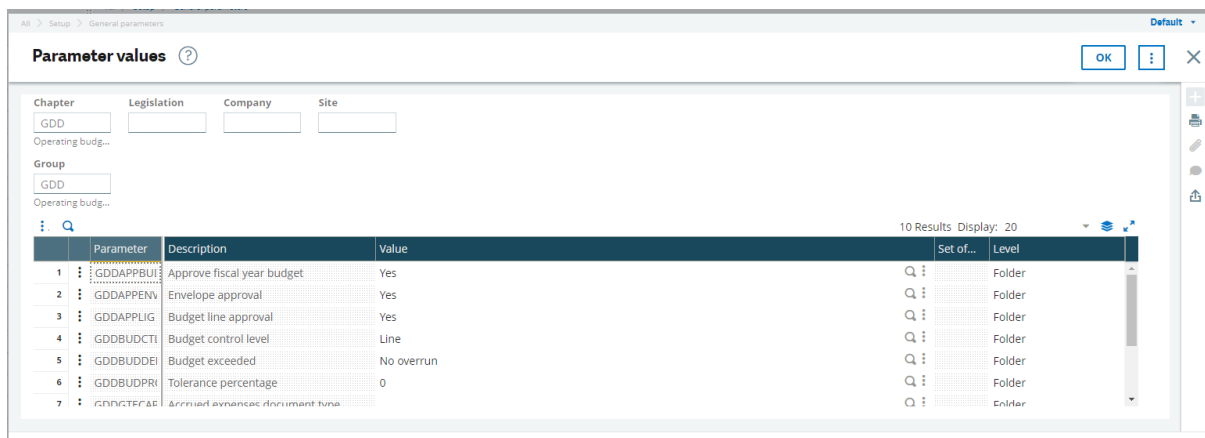 All > Setup > General parameters
Default
Parameter values ?
OK
Chapter Legislation Company Site
GDD
Operating budg...
Group
GDD
Operating budg...
10 Results Display: 20
Parameter Description Value Set of... Level
1 GDDAPPBUI Approve fiscal year budget Yes Folder
2 GDDAPPENV Envelope approval Yes Folder
3 GDDAPPLIG Budget line approval Yes Folder
4 GDDBUDCTL Budget control level Line Folder
5 GDDBUDDEI Budget exceeded No overrun Folder
6 GDDBUDPR( Tolerance percentage 0 Folder
7 Accrued expenses document type Folder